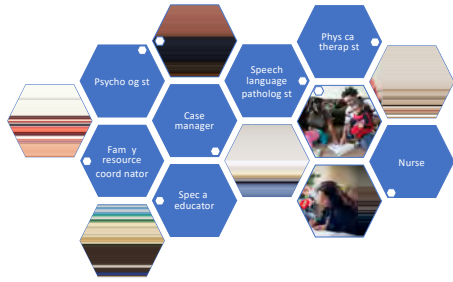 Psycho og st
Case
manager
Speech
language
patholog st
Phys ca
therap st
Fam y
resource
coord nator
Spec a
educator
Nurse